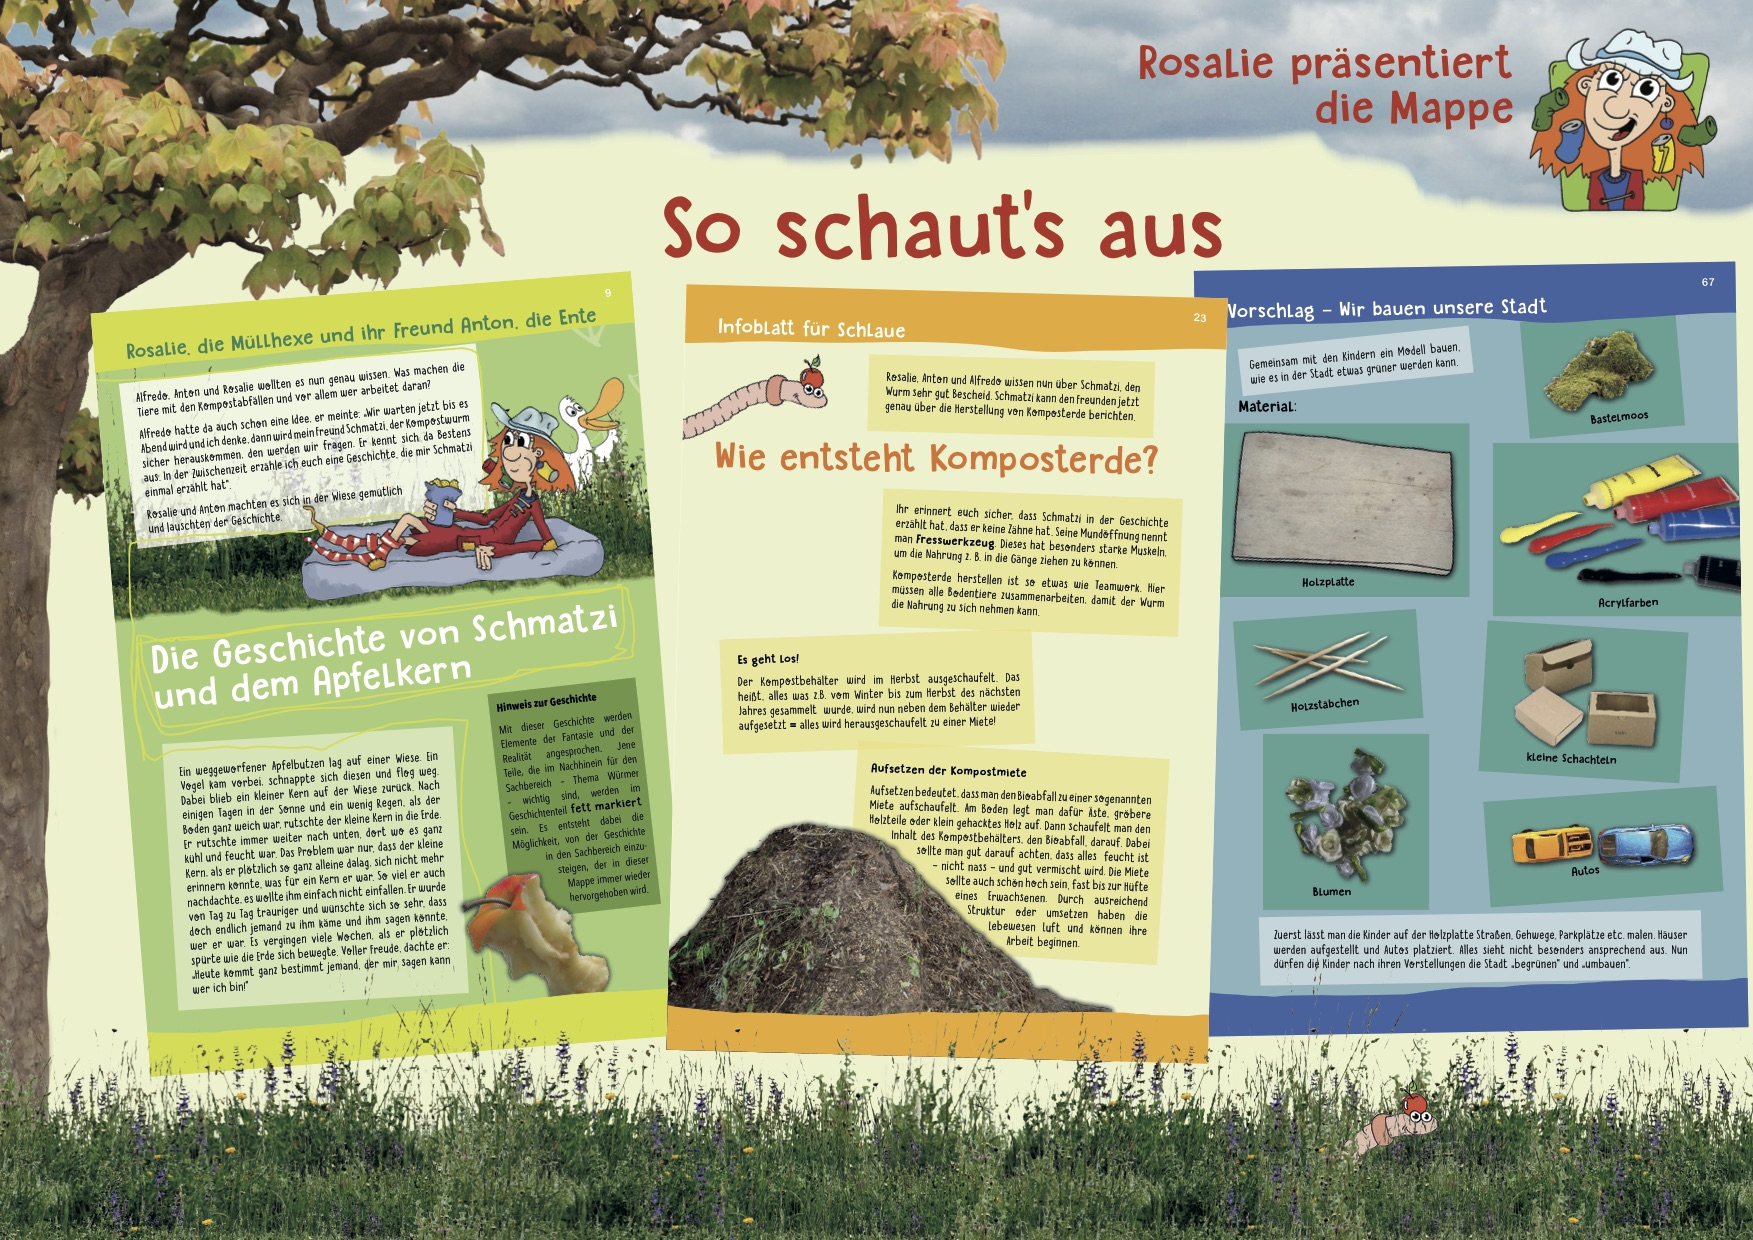 Rosalie präsentiert
die Mappe
So schaut's aus
9
Rosalie, die Müllhexe und ihr Freund Anton, die Ente
Alfredo, Anton und Rosalie wollten es nun genau wissen. Was machen die
Tiere mit den Kompostabfällen und vor allem wer arbeitet daran?
Alfredo hatte da auch schon eine Idee, er meinte: „Wir warten jetzt bis es
Abend wird und ich denke, dann wird mein Freund Schmatzi, der Kompostwurm
sicher herauskommen, den werden wir fragen. Er kennt sich da Bestens
aus. In der Zwischenzeit erzähle ich euch eine Geschichte, die mir Schmatzi
einmal erzählt hat“.
Rosalie und Anton machten es sich in der Wiese gemütlich
und lauschten der Geschichte.
Die Geschichte von Schmatzi
und dem Apfelkern
Ein weggeworfener Apfelbutzen lag auf einer Wiese. Ein
Vogel kam vorbei, schnappte sich diesen und flog weg.
Dabei blieb ein kleiner Kern auf der Wiese zurück. Nach
einigen Tagen in der Sonne und ein wenig Regen, als der
Boden ganz weich war, rutschte der kleine Kern in die Erde.
Er rutschte immer weiter nach unten, dort wo es ganz
kühl und feucht war. Das Problem war nur, dass der kleine
Kern, als er plötzlich so ganz alleine dalag, sich nicht mehr
erinnern konnte, was für ein Kern er war. So viel er auch
nachdachte, es wollte ihm einfach nicht einfallen. Er wurde
von Tag zu Tag trauriger und wünschte sich so sehr, dass
doch endlich jemand zu ihm käme und ihm sagen könnte,
wer er war. Es vergingen viele Wochen, als er plötzlich
spürte wie die Erde sich bewegte. Voller Freude, dachte er:
„Heute kommt ganz bestimmt jemand, der mir sagen kann
wer ich bin!“
Hinweis zur Geschichte
Mit dieser Geschichte werden
Elemente der Fantasie und der
Realität angesprochen. Jene
Teile, die im Nachhinein für den
Sachbereich – Thema Würmer
– wichtig sind, werden im
Geschichtenteil fett markiert
sein. Es entsteht dabei die
Möglichkeit, von der Geschichte
in den Sachbereich einzu-
steigen, der in dieser
Mappe immer wieder
hervorgehoben wird.
23
Infoblatt für Schlaue
Rosalie, Anton und Alfredo wissen nun über Schmatzi, den
Wurm sehr gut Bescheid. Schmatzi kann den Freunden jetzt
genau über die Herstellung von Komposterde berichten.
Wie entsteht Komposterde?
Ihr erinnert euch sicher, dass Schmatzi in der Geschichte
erzählt hat, dass er keine Zähne hat. Seine Mundöffnung nennt
man Fresswerkzeug. Dieses hat besonders starke Muskeln,
um die Nahrung z. B. in die Gänge ziehen zu können.
Komposterde herstellen ist so etwas wie Teamwork. Hier
müssen alle Bodentiere zusammenarbeiten, damit der Wurm
die Nahrung zu sich nehmen kann.
Es geht los!
Der Kompostbehälter wird im Herbst ausgeschaufelt. Das
heißt, alles was z.B. vom Winter bis zum Herbst des nächsten
Jahres gesammelt wurde, wird nun neben dem Behälter wieder
aufgesetzt = alles wird herausgeschaufelt zu einer Miete!
Aufsetzen der Kompostmiete
Aufsetzen bedeutet, dass man den Bioabfall zu einer sogenannten
Miete aufschaufelt. Am Boden legt man dafür Äste, gröbere
Holzteile oder klein gehacktes Holz auf. Dann schaufelt man den
Inhalt des Kompostbehälters, den Bioabfall, darauf. Dabei
sollte man gut darauf achten, dass alles feucht ist
– nicht nass – und gut vermischt wird. Die Miete
sollte auch schön hoch sein, fast bis zur Hüfte
eines Erwachsenen. Durch ausreichend
Struktur oder umsetzen haben die
Lebewesen Luft und können ihre
Arbeit beginnen.
67
Vorschlag – Wir bauen unsere Stadt
Gemeinsam mit den Kindern ein Modell bauen,
wie es in der Stadt etwas grüner werden kann.
Material:
Bastelmoos
Holzplatte
Acrylfarben
Holzstäbchen
kleine Schachteln
Blumen
Autos
Zuerst lässt man die Kinder auf der Holzplatte Straßen, Gehwege, Parkplätze etc. malen. Häuser
werden aufgestellt und Autos platziert. Alles sieht nicht besonders ansprechend aus. Nun
dürfen die Kinder nach ihren Vorstellungen die Stadt „begrünen“ und „umbauen“.